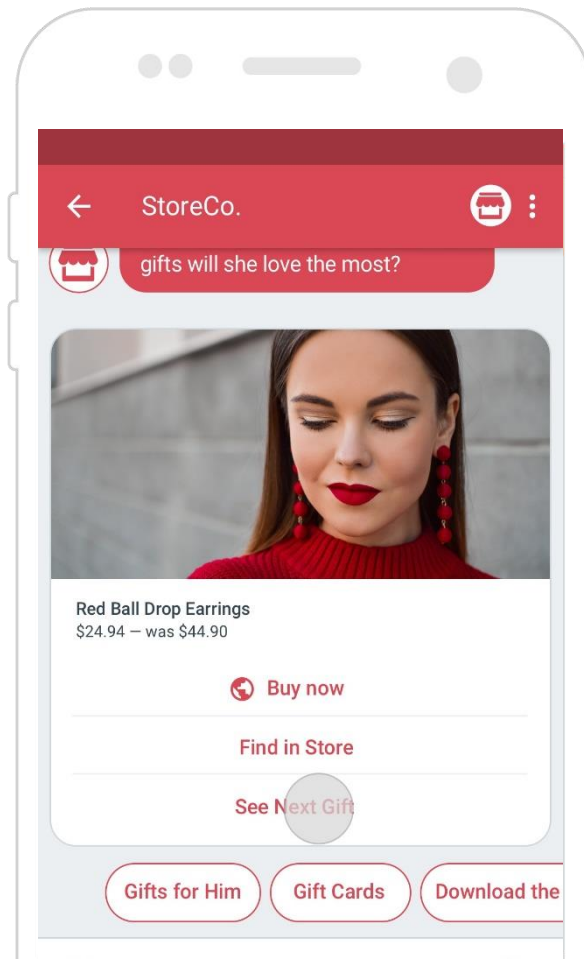 StoreCo.
gifts will she love the most?
Red Ball Drop Earrings
$24.94 — was $44.90
Buy now
Find in Store
See Next Gift
Gifts for Him
Gift Cards
Download the